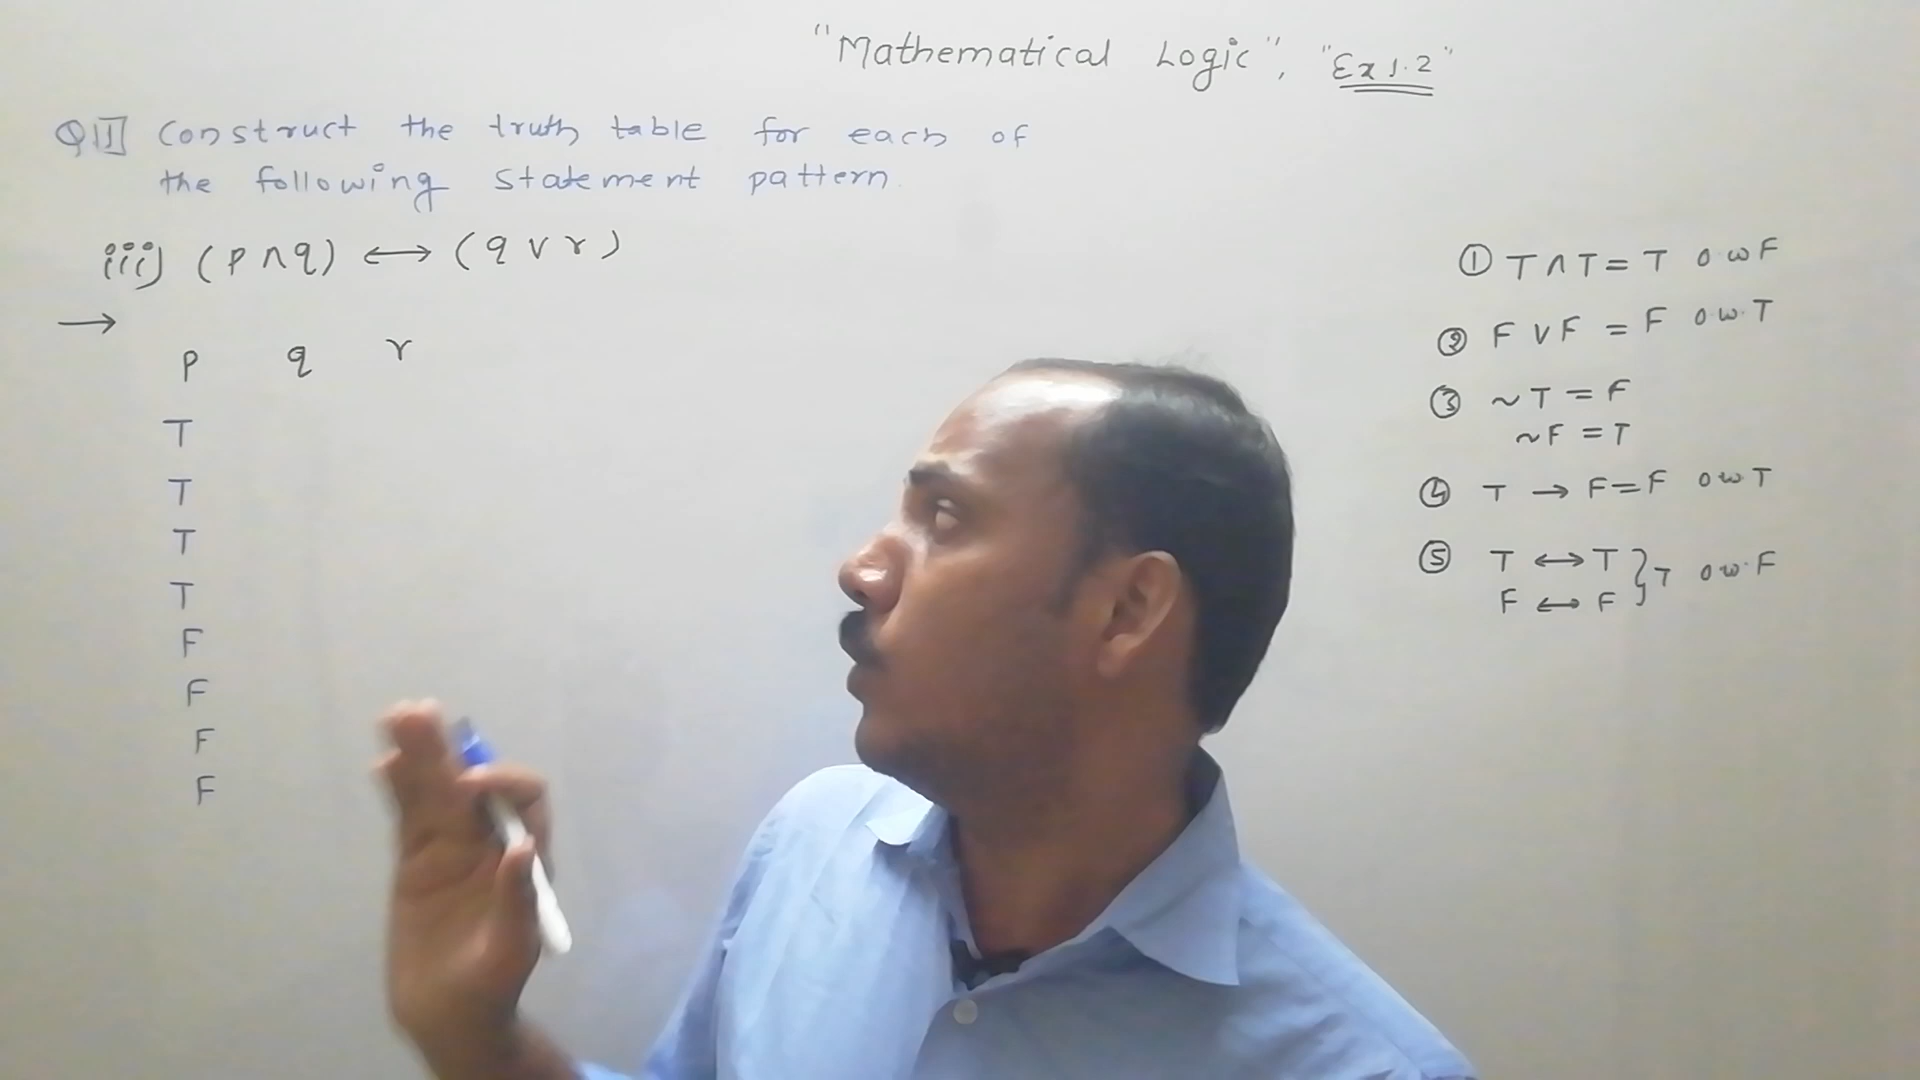 "Mathematical Logic", "Ex 1.2"
Q II] Construct the truth table for each of
the following statement pattern.
iii) (p ∧ q) ↔ (q ∨ r)
→
p q r
T
T
T
T
F
F
F
F
① T ∧ T = T o w F
② F ∨ F = F o.w. T
③ ~ T = F
~F = T
④ T → F = F o w T
⑤ T ↔ T } T o w. F
F ↔ F